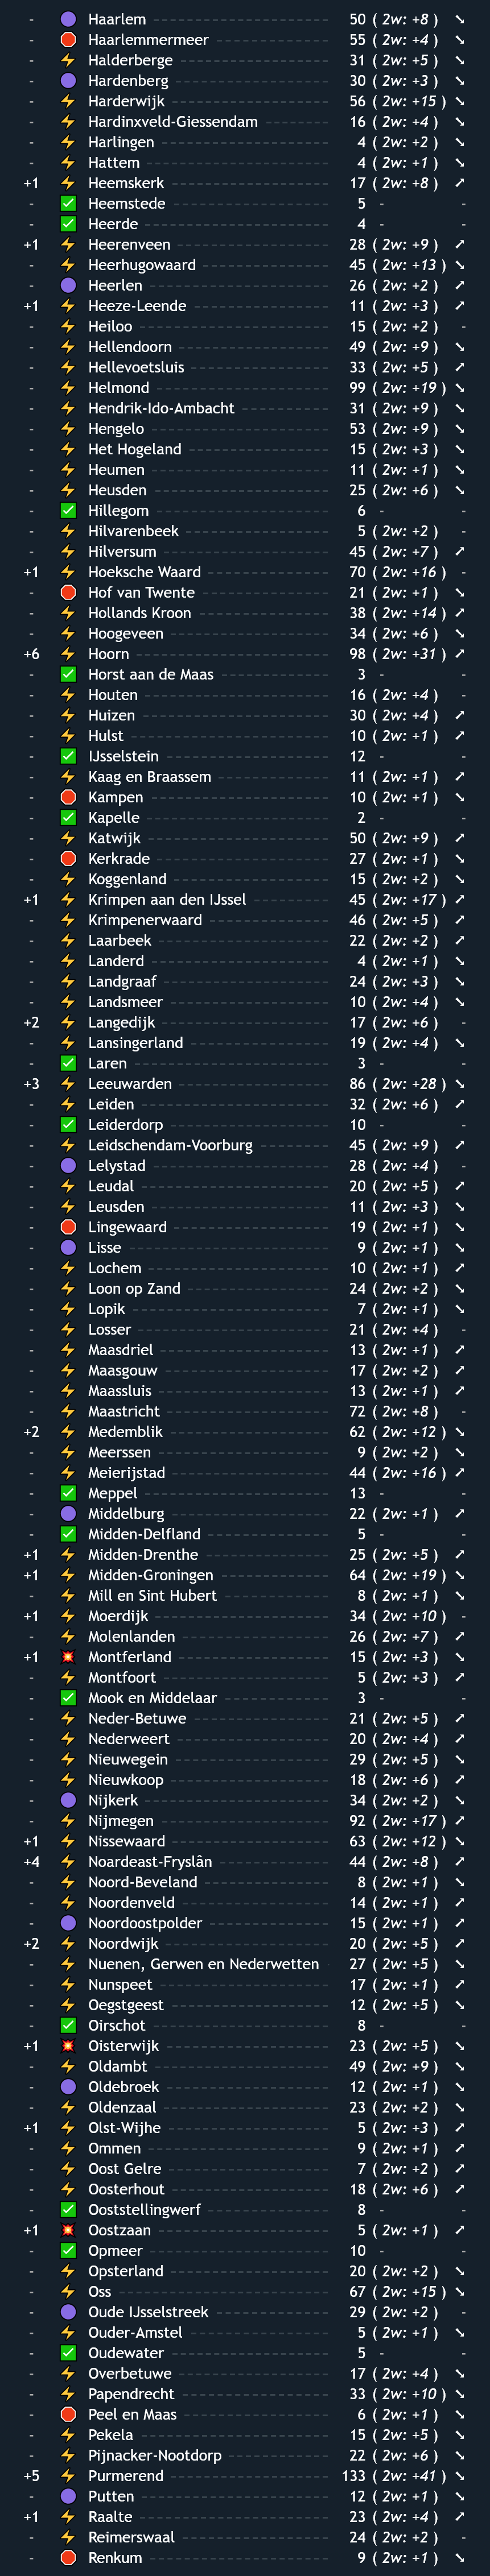 - Haarlem 50 ( 2w: +8 ) ↘
- Haarlemmermeer 55 ( 2w: +4 ) ↘
- Halderberge 31 ( 2w: +5 ) ↘
- Hardenberg 30 ( 2w: +3 ) ↘
- Harderwijk 56 ( 2w: +15 ) ↘
- Hardinxveld-Giessendam 16 ( 2w: +4 ) ↘
- Harlingen 4 ( 2w: +2 ) ↘
- Hattem 4 ( 2w: +1 ) ↘
+1 Heemskerk 17 ( 2w: +8 ) ↗
- Heemstede 5 - -
- Heerde 4 - -
+1 Heerenveen 28 ( 2w: +9 ) ↗
- Heerhugowaard 45 ( 2w: +13 ) ↘
- Heerlen 26 ( 2w: +2 ) ↗
+1 Heeze-Leende 11 ( 2w: +3 ) ↗
- Heiloo 15 ( 2w: +2 ) -
- Hellendoorn 49 ( 2w: +9 ) ↘
- Hellevoetsluis 33 ( 2w: +5 ) ↗
- Helmond 99 ( 2w: +19 ) ↘
- Hendrik-Ido-Ambacht 31 ( 2w: +9 ) ↘
- Hengelo 53 ( 2w: +9 ) ↘
- Het Hogeland 15 ( 2w: +3 ) ↘
- Heumen 11 ( 2w: +1 ) ↘
- Heusden 25 ( 2w: +6 ) ↘
- Hillegom 6 - -
- Hilvarenbeek 5 ( 2w: +2 ) -
- Hilversum 45 ( 2w: +7 ) ↗
+1 Hoeksche Waard 70 ( 2w: +16 ) -
- Hof van Twente 21 ( 2w: +1 ) ↘
- Hollands Kroon 38 ( 2w: +14 ) ↗
- Hoogeveen 34 ( 2w: +6 ) ↘
+6 Hoorn 98 ( 2w: +31 ) ↗
- Horst aan de Maas 3 - -
- Houten 16 ( 2w: +4 ) -
- Huizen 30 ( 2w: +4 ) ↗
- Hulst 10 ( 2w: +1 ) ↗
- IJsselstein 12 - -
- Kaag en Braassem 11 ( 2w: +1 ) ↗
- Kampen 10 ( 2w: +1 ) ↘
- Kapelle 2 - -
- Katwijk 50 ( 2w: +9 ) ↗
- Kerkrade 27 ( 2w: +1 ) ↘
- Koggenland 15 ( 2w: +2 ) ↘
+1 Krimpen aan den IJssel 45 ( 2w: +17 ) ↗
- Krimpenerwaard 46 ( 2w: +5 ) ↗
- Laarbeek 22 ( 2w: +2 ) ↗
- Landerd 4 ( 2w: +1 ) ↘
- Landgraaf 24 ( 2w: +3 ) ↘
- Landsmeer 10 ( 2w: +4 ) ↘
+2 Langedijk 17 ( 2w: +6 ) -
- Lansingerland 19 ( 2w: +4 ) ↘
- Laren 3 - -
+3 Leeuwarden 86 ( 2w: +28 ) ↘
- Leiden 32 ( 2w: +6 ) ↗
- Leiderdorp 10 - -
- Leidschendam-Voorburg 45 ( 2w: +9 ) ↗
- Lelystad 28 ( 2w: +4 ) -
- Leudal 20 ( 2w: +5 ) ↗
- Leusden 11 ( 2w: +3 ) ↘
- Lingewaard 19 ( 2w: +1 ) ↘
- Lisse 9 ( 2w: +1 ) ↘
- Lochem 10 ( 2w: +1 ) ↗
- Loon op Zand 24 ( 2w: +2 ) ↘
- Lopik 7 ( 2w: +1 ) ↘
- Losser 21 ( 2w: +4 ) -
- Maasdriel 13 ( 2w: +1 ) ↗
- Maasgouw 17 ( 2w: +2 ) ↗
- Maassluis 13 ( 2w: +1 ) ↗
- Maastricht 72 ( 2w: +8 ) -
+2 Medemblik 62 ( 2w: +12 ) ↘
- Meerssen 9 ( 2w: +2 ) ↘
- Meierijstad 44 ( 2w: +16 ) ↗
- Meppel 13 - -
- Middelburg 22 ( 2w: +1 ) ↗
- Midden-Delfland 5 - -
+1 Midden-Drenthe 25 ( 2w: +5 ) ↗
+1 Midden-Groningen 64 ( 2w: +19 ) ↘
- Mill en Sint Hubert 8 ( 2w: +1 ) ↘
+1 Moerdijk 34 ( 2w: +10 ) -
- Molenlanden 26 ( 2w: +7 ) ↗
+1 Montferland 15 ( 2w: +3 ) ↘
- Montfoort 5 ( 2w: +3 ) ↗
- Mook en Middelaar 3 - -
- Neder-Betuwe 21 ( 2w: +5 ) ↗
- Nederweert 20 ( 2w: +4 ) ↗
- Nieuwegein 29 ( 2w: +5 ) ↘
- Nieuwkoop 18 ( 2w: +6 ) ↗
- Nijkerk 34 ( 2w: +2 ) ↘
- Nijmegen 92 ( 2w: +17 ) ↗
+1 Nissewaard 63 ( 2w: +12 ) ↘
+4 Noardeast-Fryslân 44 ( 2w: +8 ) ↗
- Noord-Beveland 8 ( 2w: +1 ) ↗
- Noordenveld 14 ( 2w: +1 ) ↗
- Noordoostpolder 15 ( 2w: +1 ) ↗
+2 Noordwijk 20 ( 2w: +5 ) ↗
- Nuenen, Gerwen en Nederwetten 27 ( 2w: +5 ) ↘
- Nunspeet 17 ( 2w: +1 ) ↗
- Oegstgeest 12 ( 2w: +5 ) ↘
- Oirschot 8 - -
+1 Oisterwijk 23 ( 2w: +5 ) ↘
- Oldambt 49 ( 2w: +9 ) ↘
- Oldebroek 12 ( 2w: +1 ) ↘
- Oldenzaal 23 ( 2w: +2 ) ↘
+1 Olst-Wijhe 5 ( 2w: +3 ) ↗
- Ommen 9 ( 2w: +1 ) ↗
- Oost Gelre 7 ( 2w: +2 ) ↗
- Oosterhout 18 ( 2w: +6 ) ↗
- Ooststellingwerf 8 - -
+1 Oostzaan 5 ( 2w: +1 ) ↗
- Opmeer 10 - -
- Opsterland 20 ( 2w: +2 ) ↘
- Oss 67 ( 2w: +15 ) ↘
- Oude IJsselstreek 29 ( 2w: +2 ) -
- Ouder-Amstel 5 ( 2w: +1 ) ↘
- Oudewater 5 - -
- Overbetuwe 17 ( 2w: +4 ) ↘
- Papendrecht 33 ( 2w: +10 ) ↘
- Peel en Maas 6 ( 2w: +1 ) ↘
- Pekela 15 ( 2w: +5 ) ↘
- Pijnacker-Nootdorp 22 ( 2w: +6 ) ↘
+5 Purmerend 133 ( 2w: +41 ) ↘
- Putten 12 ( 2w: +1 ) ↘
+1 Raalte 23 ( 2w: +4 ) ↗
- Reimerswaal 24 ( 2w: +2 ) -
- Renkum 9 ( 2w: +1 ) ↘